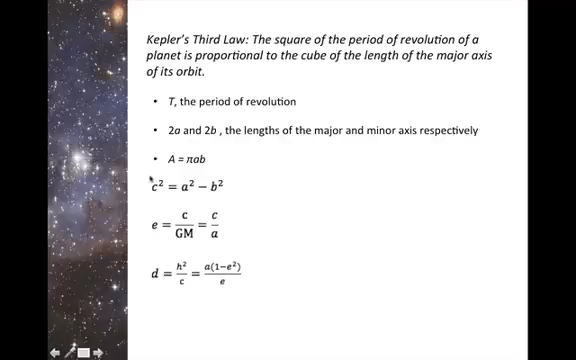 Kepler's Third Law: The square of the period of revolution of a
planet is proportional to the cube of the length of the major axis
of its orbit.
• T, the period of revolution
• 2a and 2b , the lengths of the major and minor axis respectively
• A = πab
c² = a² − b²
e = c/GM = c/a
d = h²/c = a(1−e²)/e